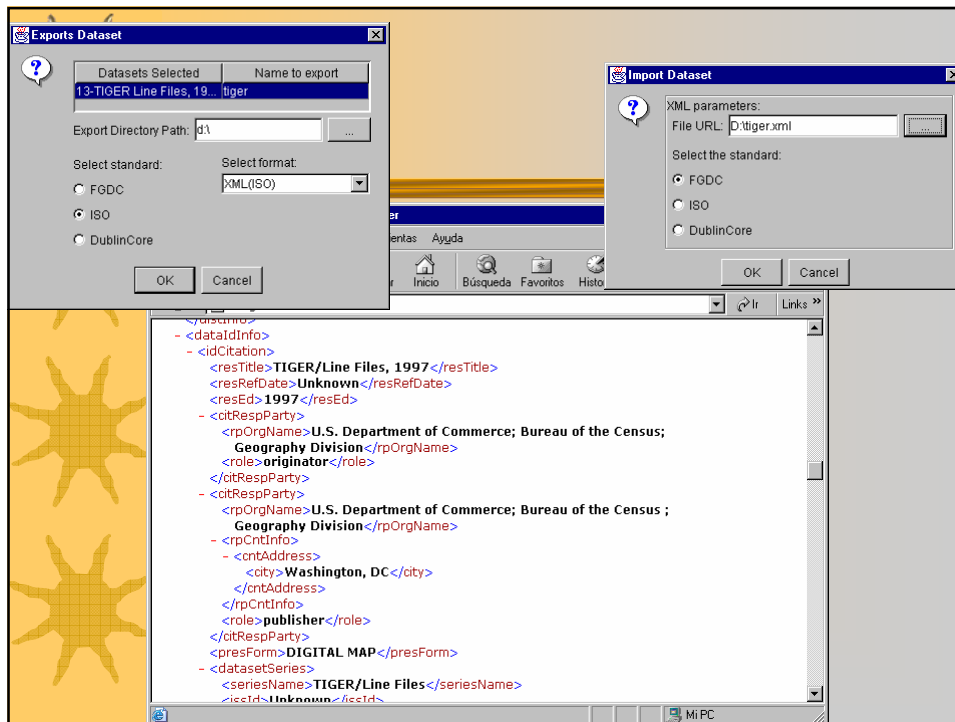 Exports Dataset
Datasets Selected Name to export
13-TIGER Line Files, 19... tiger
Export Directory Path: d:\ ...
Select standard: Select format:
FGDC XML(ISO)
ISO
DublinCore
OK Cancel
Import Dataset
XML parameters:
File URL: D:\tiger.xml ...
Select the standard:
FGDC
ISO
DublinCore
OK Cancel
er
entas Ayuda
r Inicio Búsqueda Favoritos Histo
Ir Links »
</distInfo>
- <dataIdInfo>
- <idCitation>
<resTitle>TIGER/Line Files, 1997</resTitle>
<resRefDate>Unknown</resRefDate>
<resEd>1997</resEd>
- <citRespParty>
<rpOrgName>U.S. Department of Commerce; Bureau of the Census;
Geography Division</rpOrgName>
<role>originator</role>
</citRespParty>
- <citRespParty>
<rpOrgName>U.S. Department of Commerce; Bureau of the Census ;
Geography Division</rpOrgName>
- <rpCntInfo>
- <cntAddress>
<city>Washington, DC</city>
</cntAddress>
</rpCntInfo>
<role>publisher</role>
</citRespParty>
<presForm>DIGITAL MAP</presForm>
- <datasetSeries>
<seriesName>TIGER/Line Files</seriesName>
<issId>Unknown</issId>
Mi PC